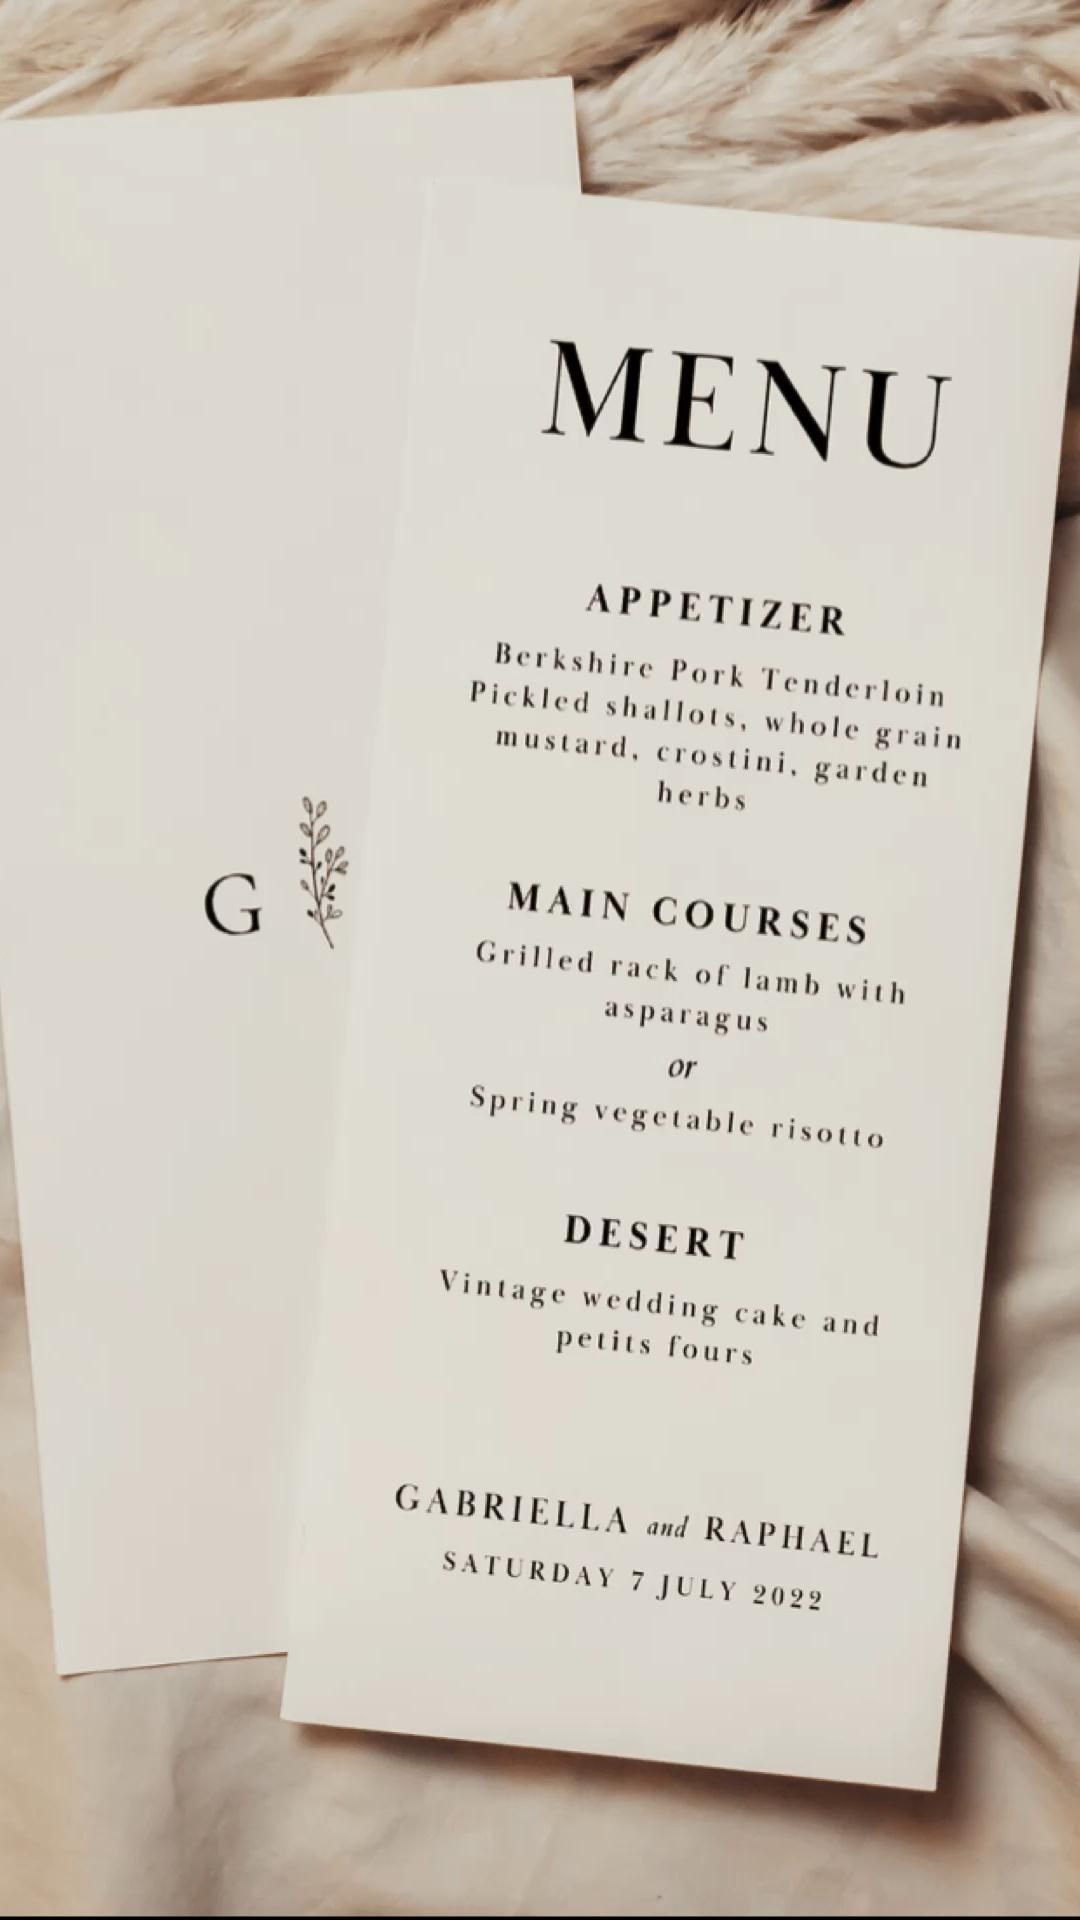 MENU
APPETIZER
Berkshire Pork Tenderloin
Pickled shallots, whole grain
mustard, crostini, garden
herbs
MAIN COURSES
Grilled rack of lamb with
asparagus
or
Spring vegetable risotto
DESERT
Vintage wedding cake and
petits fours
GABRIELLA and RAPHAEL
SATURDAY 7 JULY 2022
G